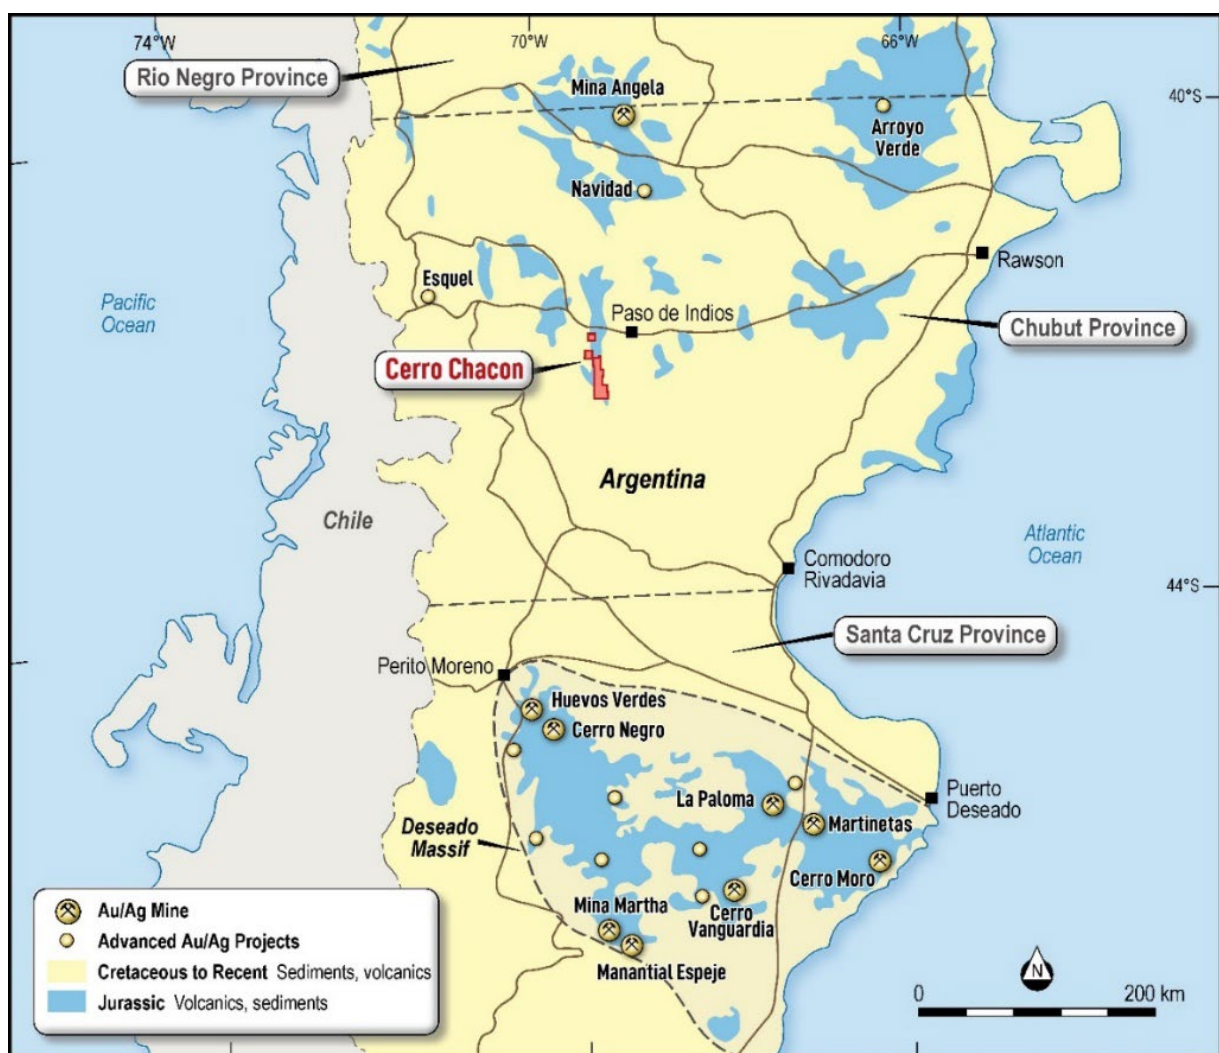 74°W
70°W
66°W
Rio Negro Province
Mina Angela
40°S
Arroyo
Verde
Navidad
Rawson
Esquel
Pacific
Ocean
Paso de Indios
Chubut Province
Cerro Chacon
Argentina
Chile
Atlantic
Ocean
Comodoro
Rivadavia
44°S
Santa Cruz Province
Perito Moreno
Huevos Verdes
Cerro Negro
La Paloma
Puerto
Deseado
Martinetas
Deseado
Massif
Cerro Moro
Mina Martha
Cerro
Vanguardia
Manantial Espeje
Au/Ag Mine
Advanced Au/Ag Projects
Cretaceous to Recent Sediments, volcanics
Jurassic Volcanics, sediments
N
0 200 km